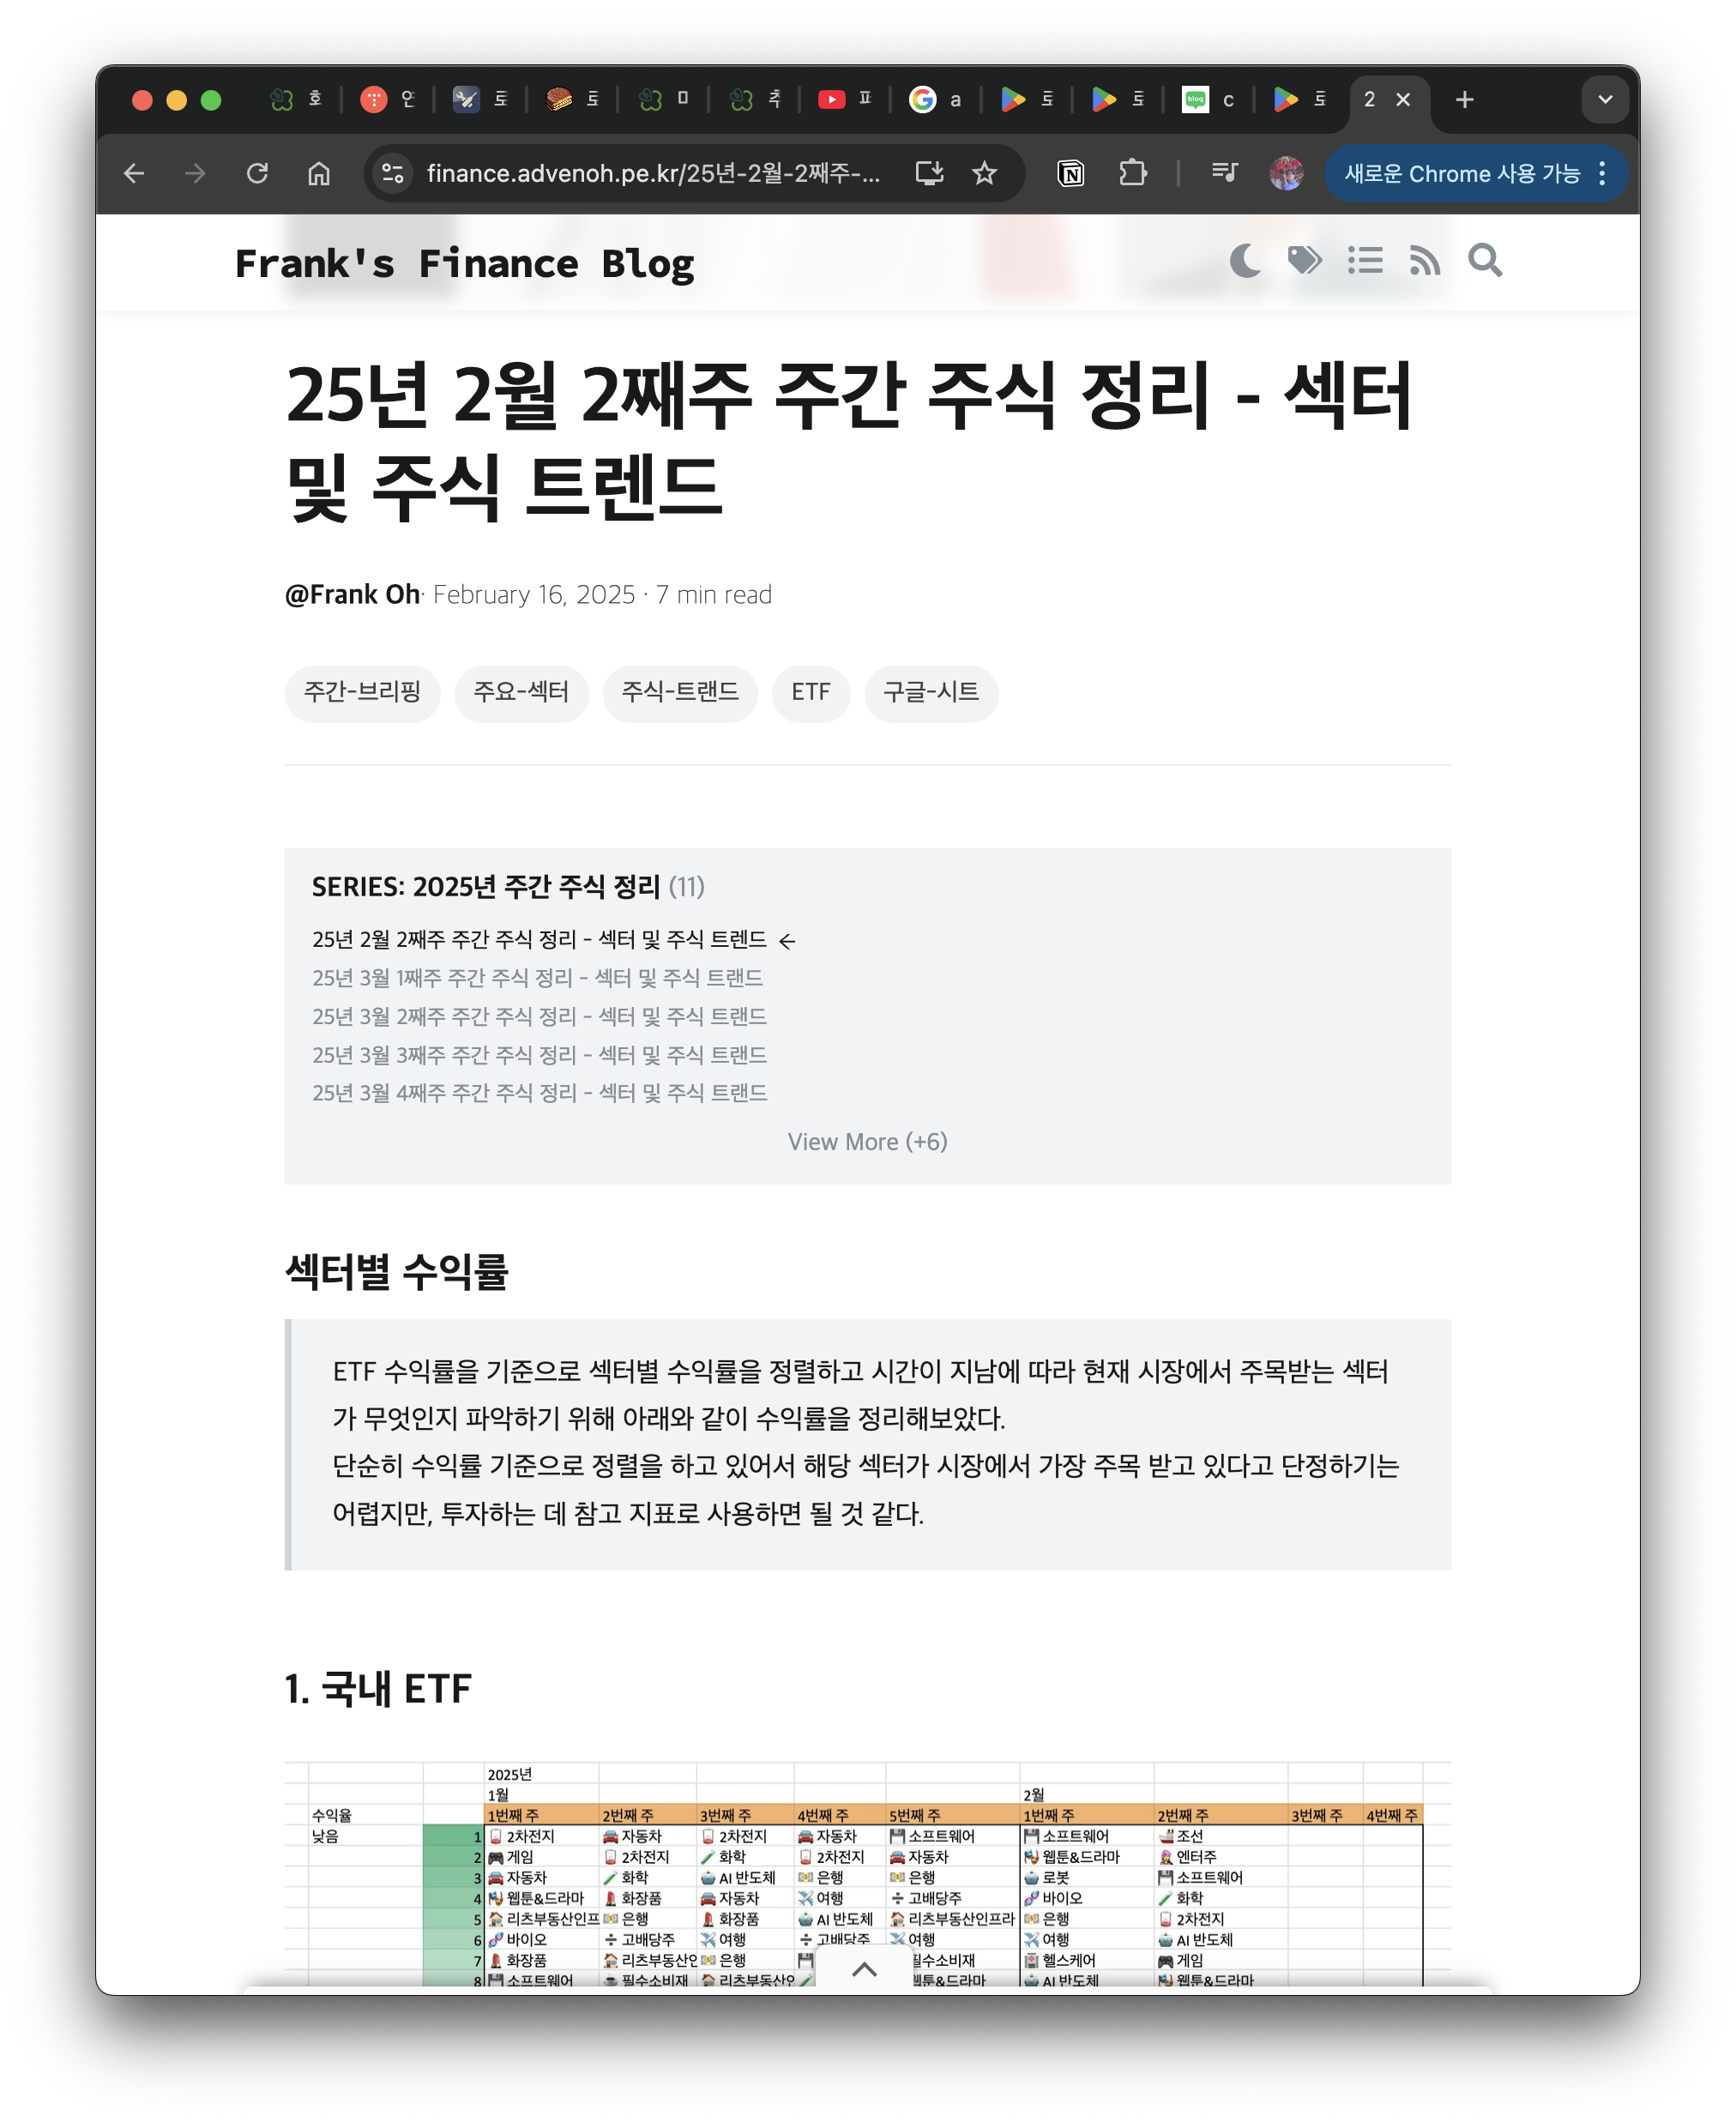 호 안 도 도 ㅁ 추 ㅍ a 도 도 c 도 2
finance.advenoh.pe.kr/25년-2월-2째주-...
새로운 Chrome 사용 가능
Frank's Finance Blog
25년 2월 2째주 주간 주식 정리 - 섹터
및 주식 트렌드
@Frank Oh· February 16, 2025 · 7 min read
주간-브리핑 주요-섹터 주식-트랜드 ETF 구글-시트
SERIES: 2025년 주간 주식 정리 (11)
25년 2월 2째주 주간 주식 정리 - 섹터 및 주식 트렌드 ←
25년 3월 1째주 주간 주식 정리 - 섹터 및 주식 트랜드
25년 3월 2째주 주간 주식 정리 - 섹터 및 주식 트랜드
25년 3월 3째주 주간 주식 정리 - 섹터 및 주식 트랜드
25년 3월 4째주 주간 주식 정리 - 섹터 및 주식 트랜드
View More (+6)
섹터별 수익률
ETF 수익률을 기준으로 섹터별 수익률을 정렬하고 시간이 지남에 따라 현재 시장에서 주목받는 섹터
가 무엇인지 파악하기 위해 아래와 같이 수익률을 정리해보았다.
단순히 수익률 기준으로 정렬을 하고 있어서 해당 섹터가 시장에서 가장 주목 받고 있다고 단정하기는
어렵지만, 투자하는 데 참고 지표로 사용하면 될 것 같다.
1. 국내 ETF
2025년
1월 2월
수익율 1번째 주 2번째 주 3번째 주 4번째 주 5번째 주 1번째 주 2번째 주 3번째 주 4번째 주
낮음 1 2차전지 자동차 2차전지 자동차 소프트웨어 소프트웨어 조선
2 게임 2차전지 화학 2차전지 자동차 웹툰&드라마 엔터주
3 자동차 화학 AI 반도체 은행 은행 로봇 소프트웨어
4 웹툰&드라마 화장품 자동차 여행 고배당주 바이오 화학
5 리츠부동산인프 은행 화장품 AI 반도체 리츠부동산인프라 은행 2차전지
6 바이오 고배당주 여행 고배당주 여행 여행 AI 반도체
7 화장품 리츠부동산인 은행 필수소비재 헬스케어 게임
8 소프트웨어 필수소비재 리츠부동산인 웹툰&드라마 AI 반도체 웹툰&드라마